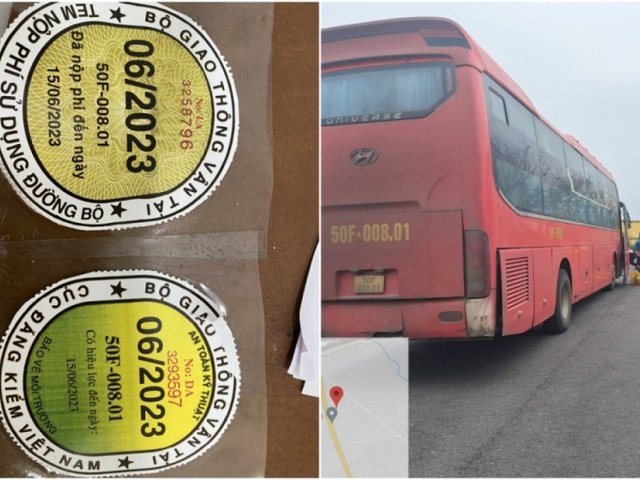 BỘ GIAO THÔNG VẬN TẢI
TEM NỘP PHÍ SỬ DỤNG ĐƯỜNG BỘ
No: LA
3258796
06/2023
50F-008.01
Đã nộp phí đến ngày
15/06/2023
BỘ GIAO THÔNG VẬN TẢI
CỤC ĐĂNG KIỂM VIỆT NAM
AN TOÀN KỸ THUẬT
BẢO VỆ MÔI TRƯỜNG
No: DA
3293597
06/2023
50F-008.01
Có hiệu lực đến ngày:
15/06/2023
UNIVERSE
50F-008.01
50F
008.01